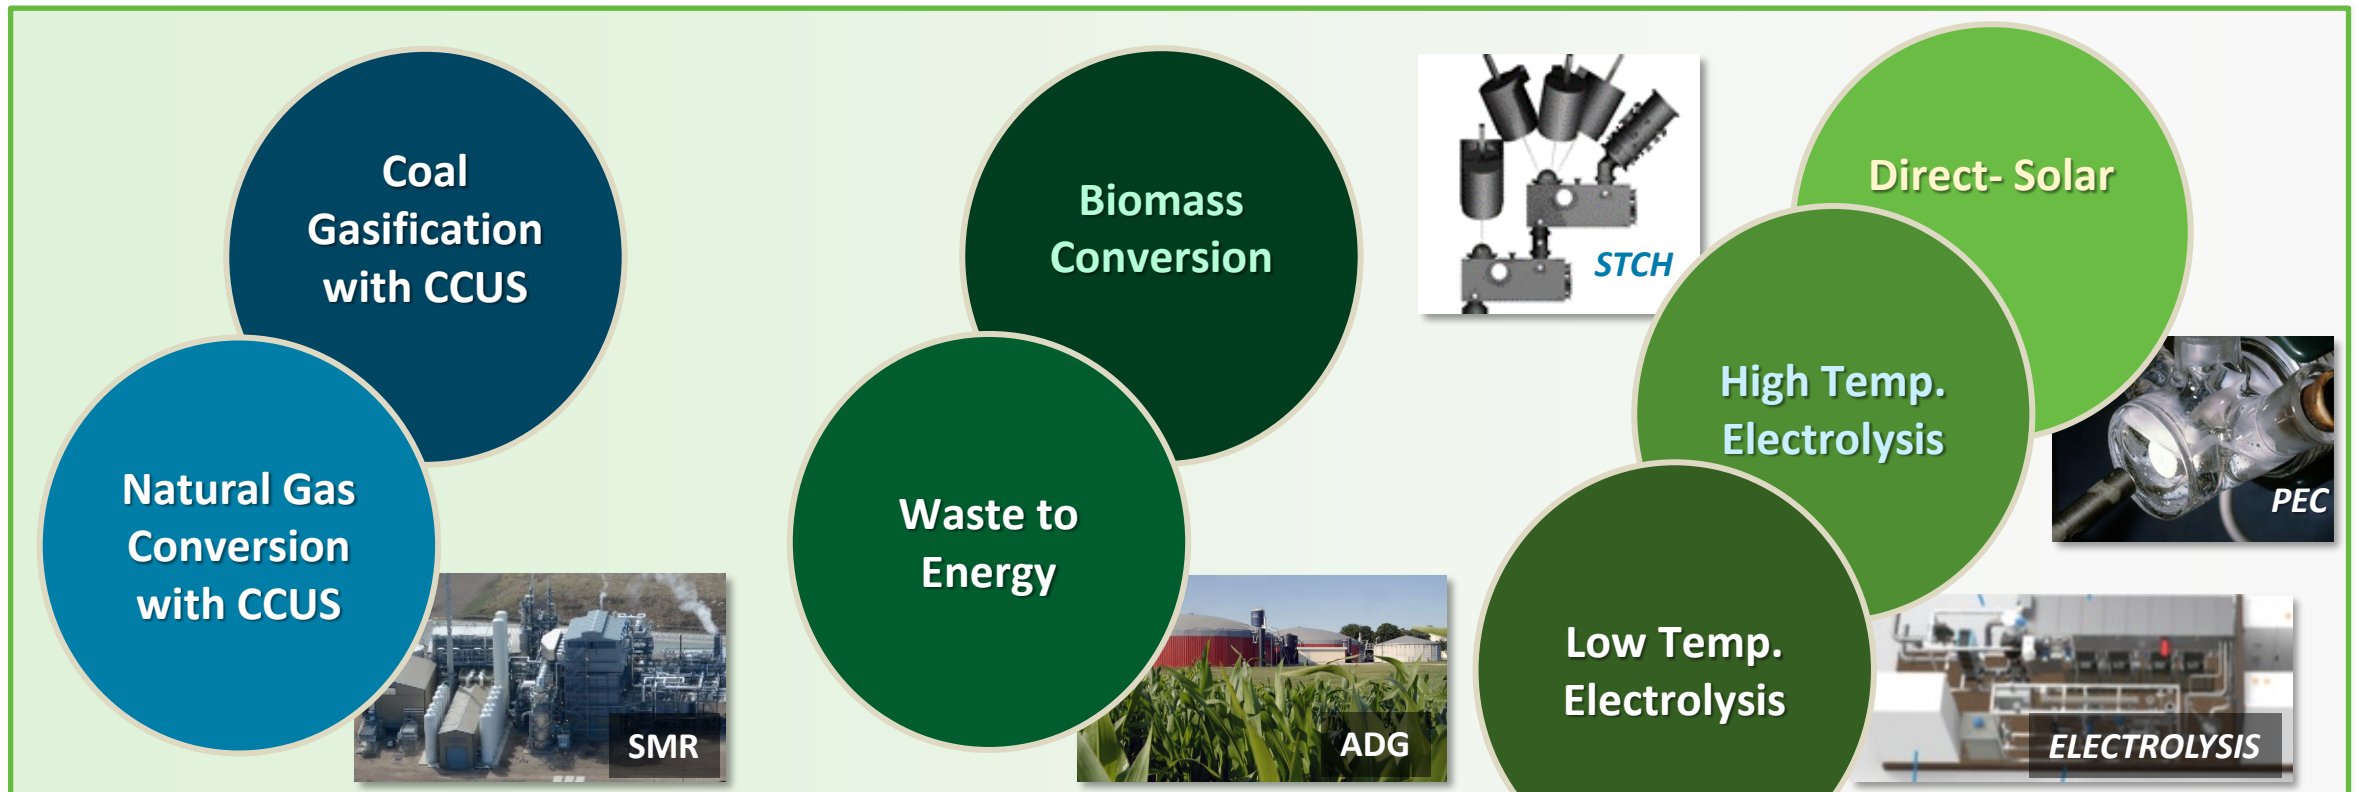 Coal
Gasification
with CCUS
Natural Gas
Conversion
with CCUS
SMR
Biomass
Conversion
Waste to
Energy
ADG
STCH
Direct- Solar
High Temp.
Electrolysis
PEC
Low Temp.
Electrolysis
ELECTROLYSIS